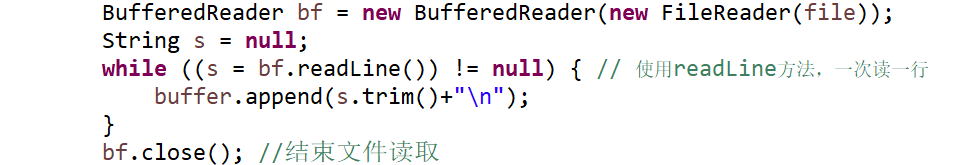 BufferedReader bf = new BufferedReader(new FileReader(file));
String s = null;
while ((s = bf.readLine()) != null) { // 使用readLine方法，一次读一行
    buffer.append(s.trim()+"\n");
}
bf.close(); //结束文件读取